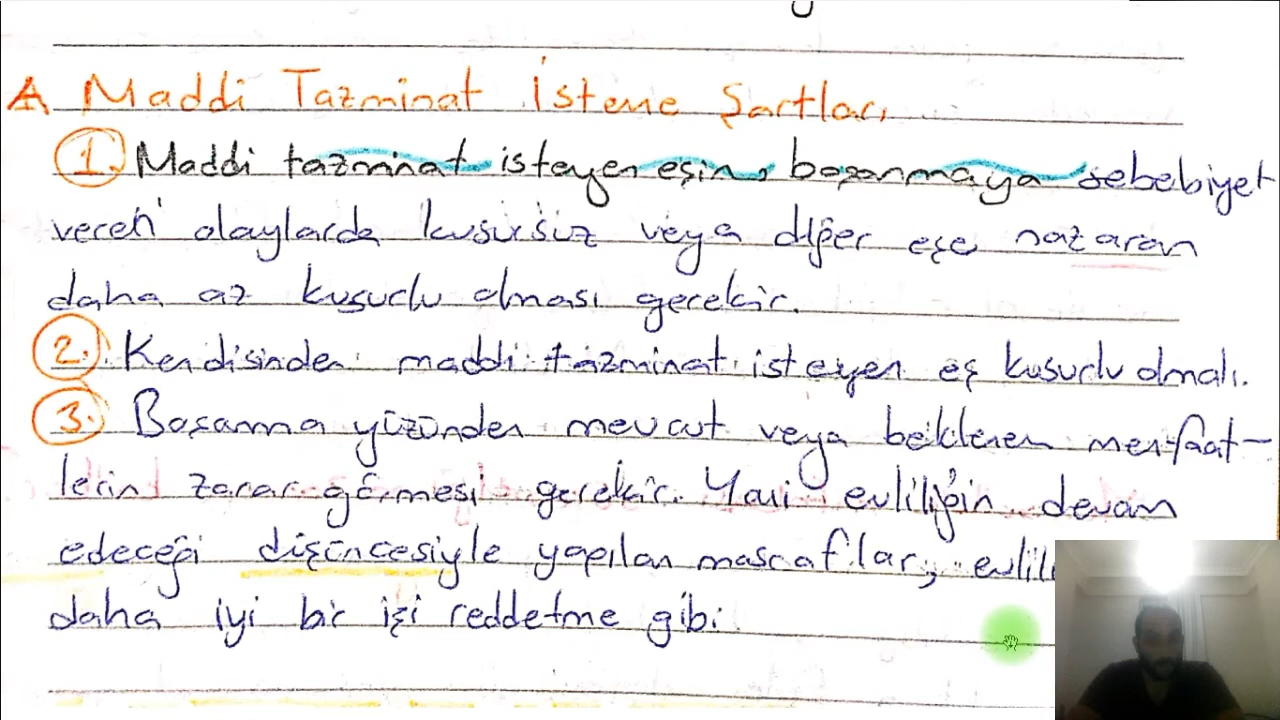 A Maddi Tazminat İsteme Şartları
1. Maddi tazminat isteyen eşin, boşanmaya sebebiyet
veren olaylarda kusursuz veya diğer eşe nazaran
daha az kusurlu olması gerekir.
2. Kendisinden maddi tazminat isteyen eş kusurlu olmalı.
3. Boşanma yüzünden mevcut veya beklenen menfaat-
lerin zarar görmesi gerekir. Yani evliliğin devam
edeceği düşüncesiyle yapılan masraflar, evlili
daha iyi bir işi reddetme gibi